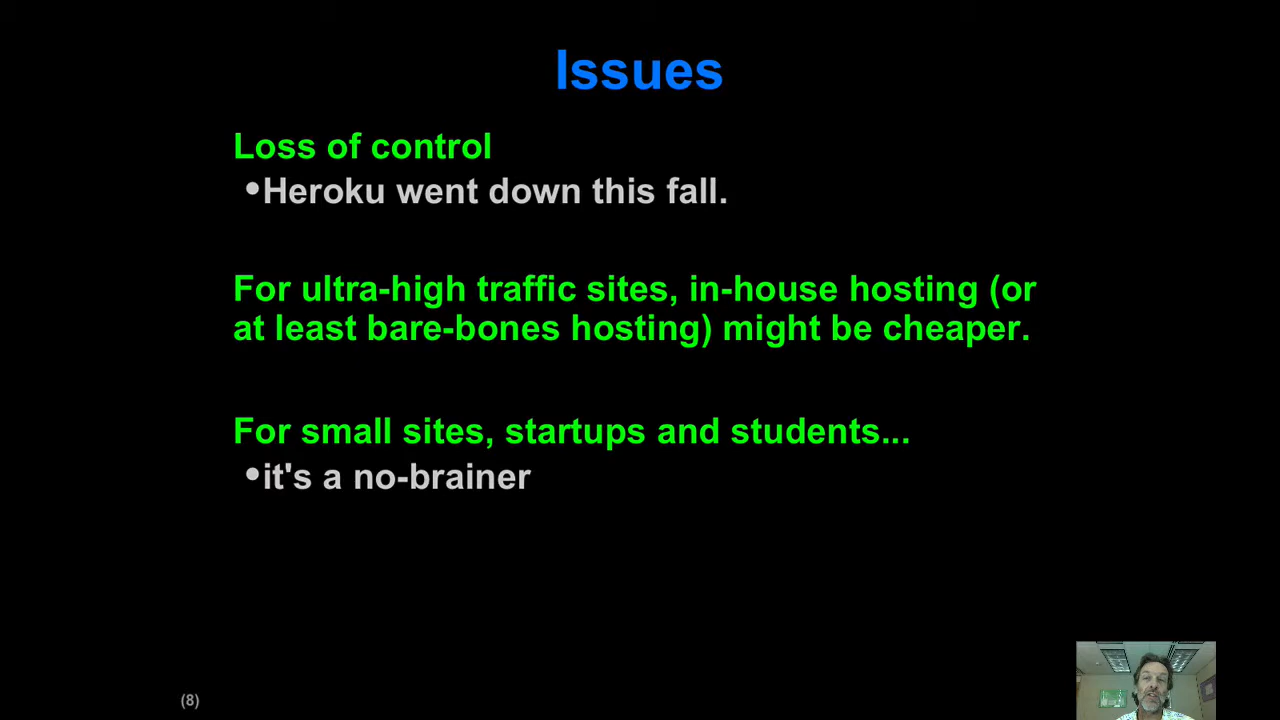 Issues
Loss of control
•Heroku went down this fall.
For ultra-high traffic sites, in-house hosting (or
at least bare-bones hosting) might be cheaper.
For small sites, startups and students...
•it's a no-brainer
(8)